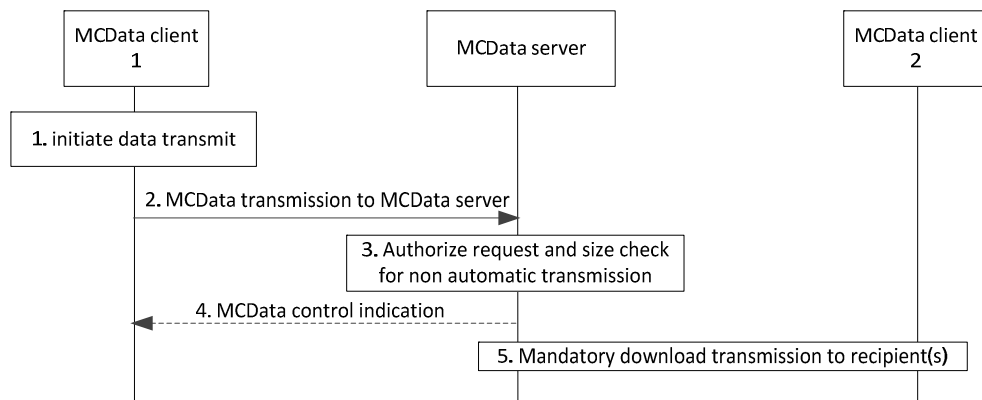 MCData client
1
MCData server
MCData client
2
1. initiate data transmit
2. MCData transmission to MCData server
3. Authorize request and size check
for non automatic transmission
4. MCData control indication
5. Mandatory download transmission to recipient(s)